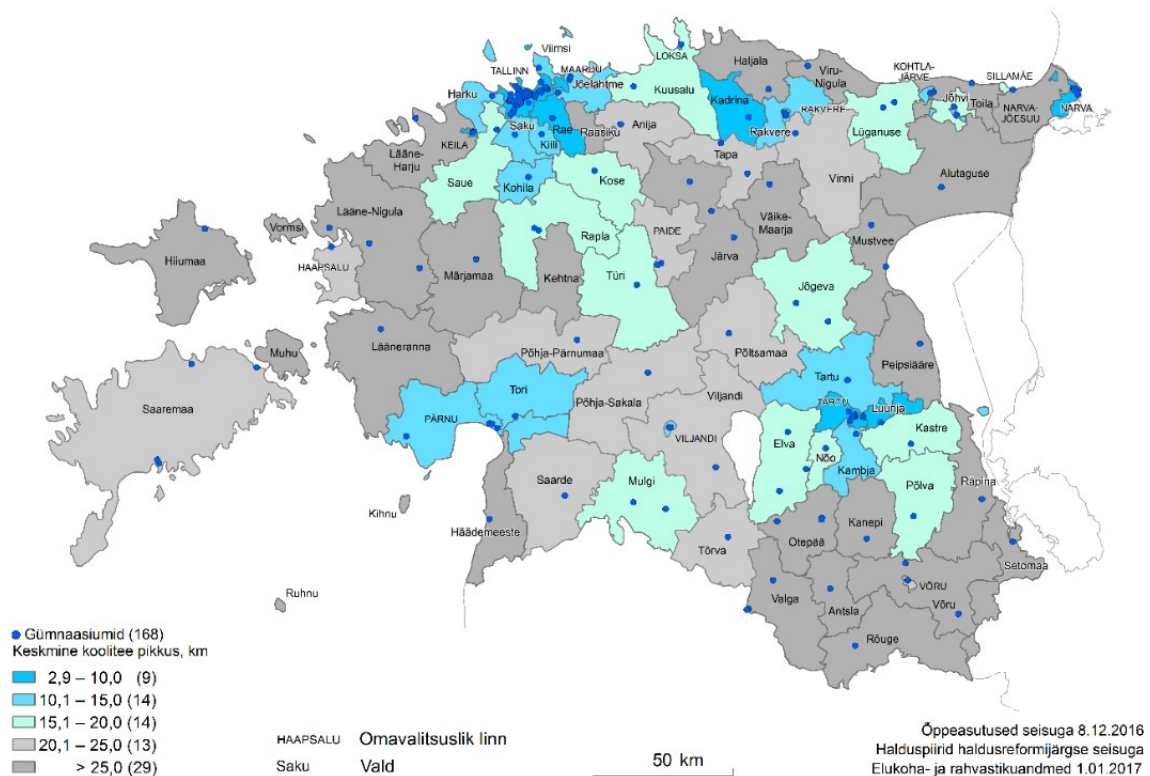 Viimsi
LOKSA
TALLINN
MAARDU
Jõelähtme
Haljala
Viru-
Nigula
KOHTLA-
JÄRVE
SILLAMÄE
Harku
Kuusalu
Kadrina
RAKVERE
Jõhvi
Toila
NARVA-
JÕESUU
NARVA
Saku
Rae
Raasiku
Anija
Rakvere
Lüganuse
Lääne-
Harju
KEILA
Kiili
Tapa
Saue
Kohila
Kose
Vinni
Alutaguse
Lääne-Nigula
Vormsi
Rapla
PAIDE
Väike-
Maarja
Mustvee
Hiiumaa
HAAPSALU
Märjamaa
Kehtna
Türi
Järva
Jõgeva
Lääneranna
Muhu
Põhja-Pärnumaa
Põltsamaa
Peipsiääre
Saaremaa
Tori
Põhja-Sakala
Viljandi
Tartu
PÄRNU
TARTU
Luunja
VILJANDI
Elva
Nõo
Kastre
Kambja
Saarde
Mulgi
Põlva
Räpina
Kihnu
Häädemeeste
Tõrva
Otepää
Kanepi
Setomaa
Ruhnu
Valga
Antsla
VÕRU
Võru
Rõuge
Gümnaasiumid (168)
Keskmine koolitee pikkus, km
2,9 – 10,0 (9)
10,1 – 15,0 (14)
15,1 – 20,0 (14)
20,1 – 25,0 (13)
> 25,0 (29)
HAAPSALU Omavalitsuslik linn
Saku Vald
50 km
Õppeasutused seisuga 8.12.2016
Halduspiirid haldusreformijärgse seisuga
Elukoha- ja rahvastikuandmed 1.01.2017